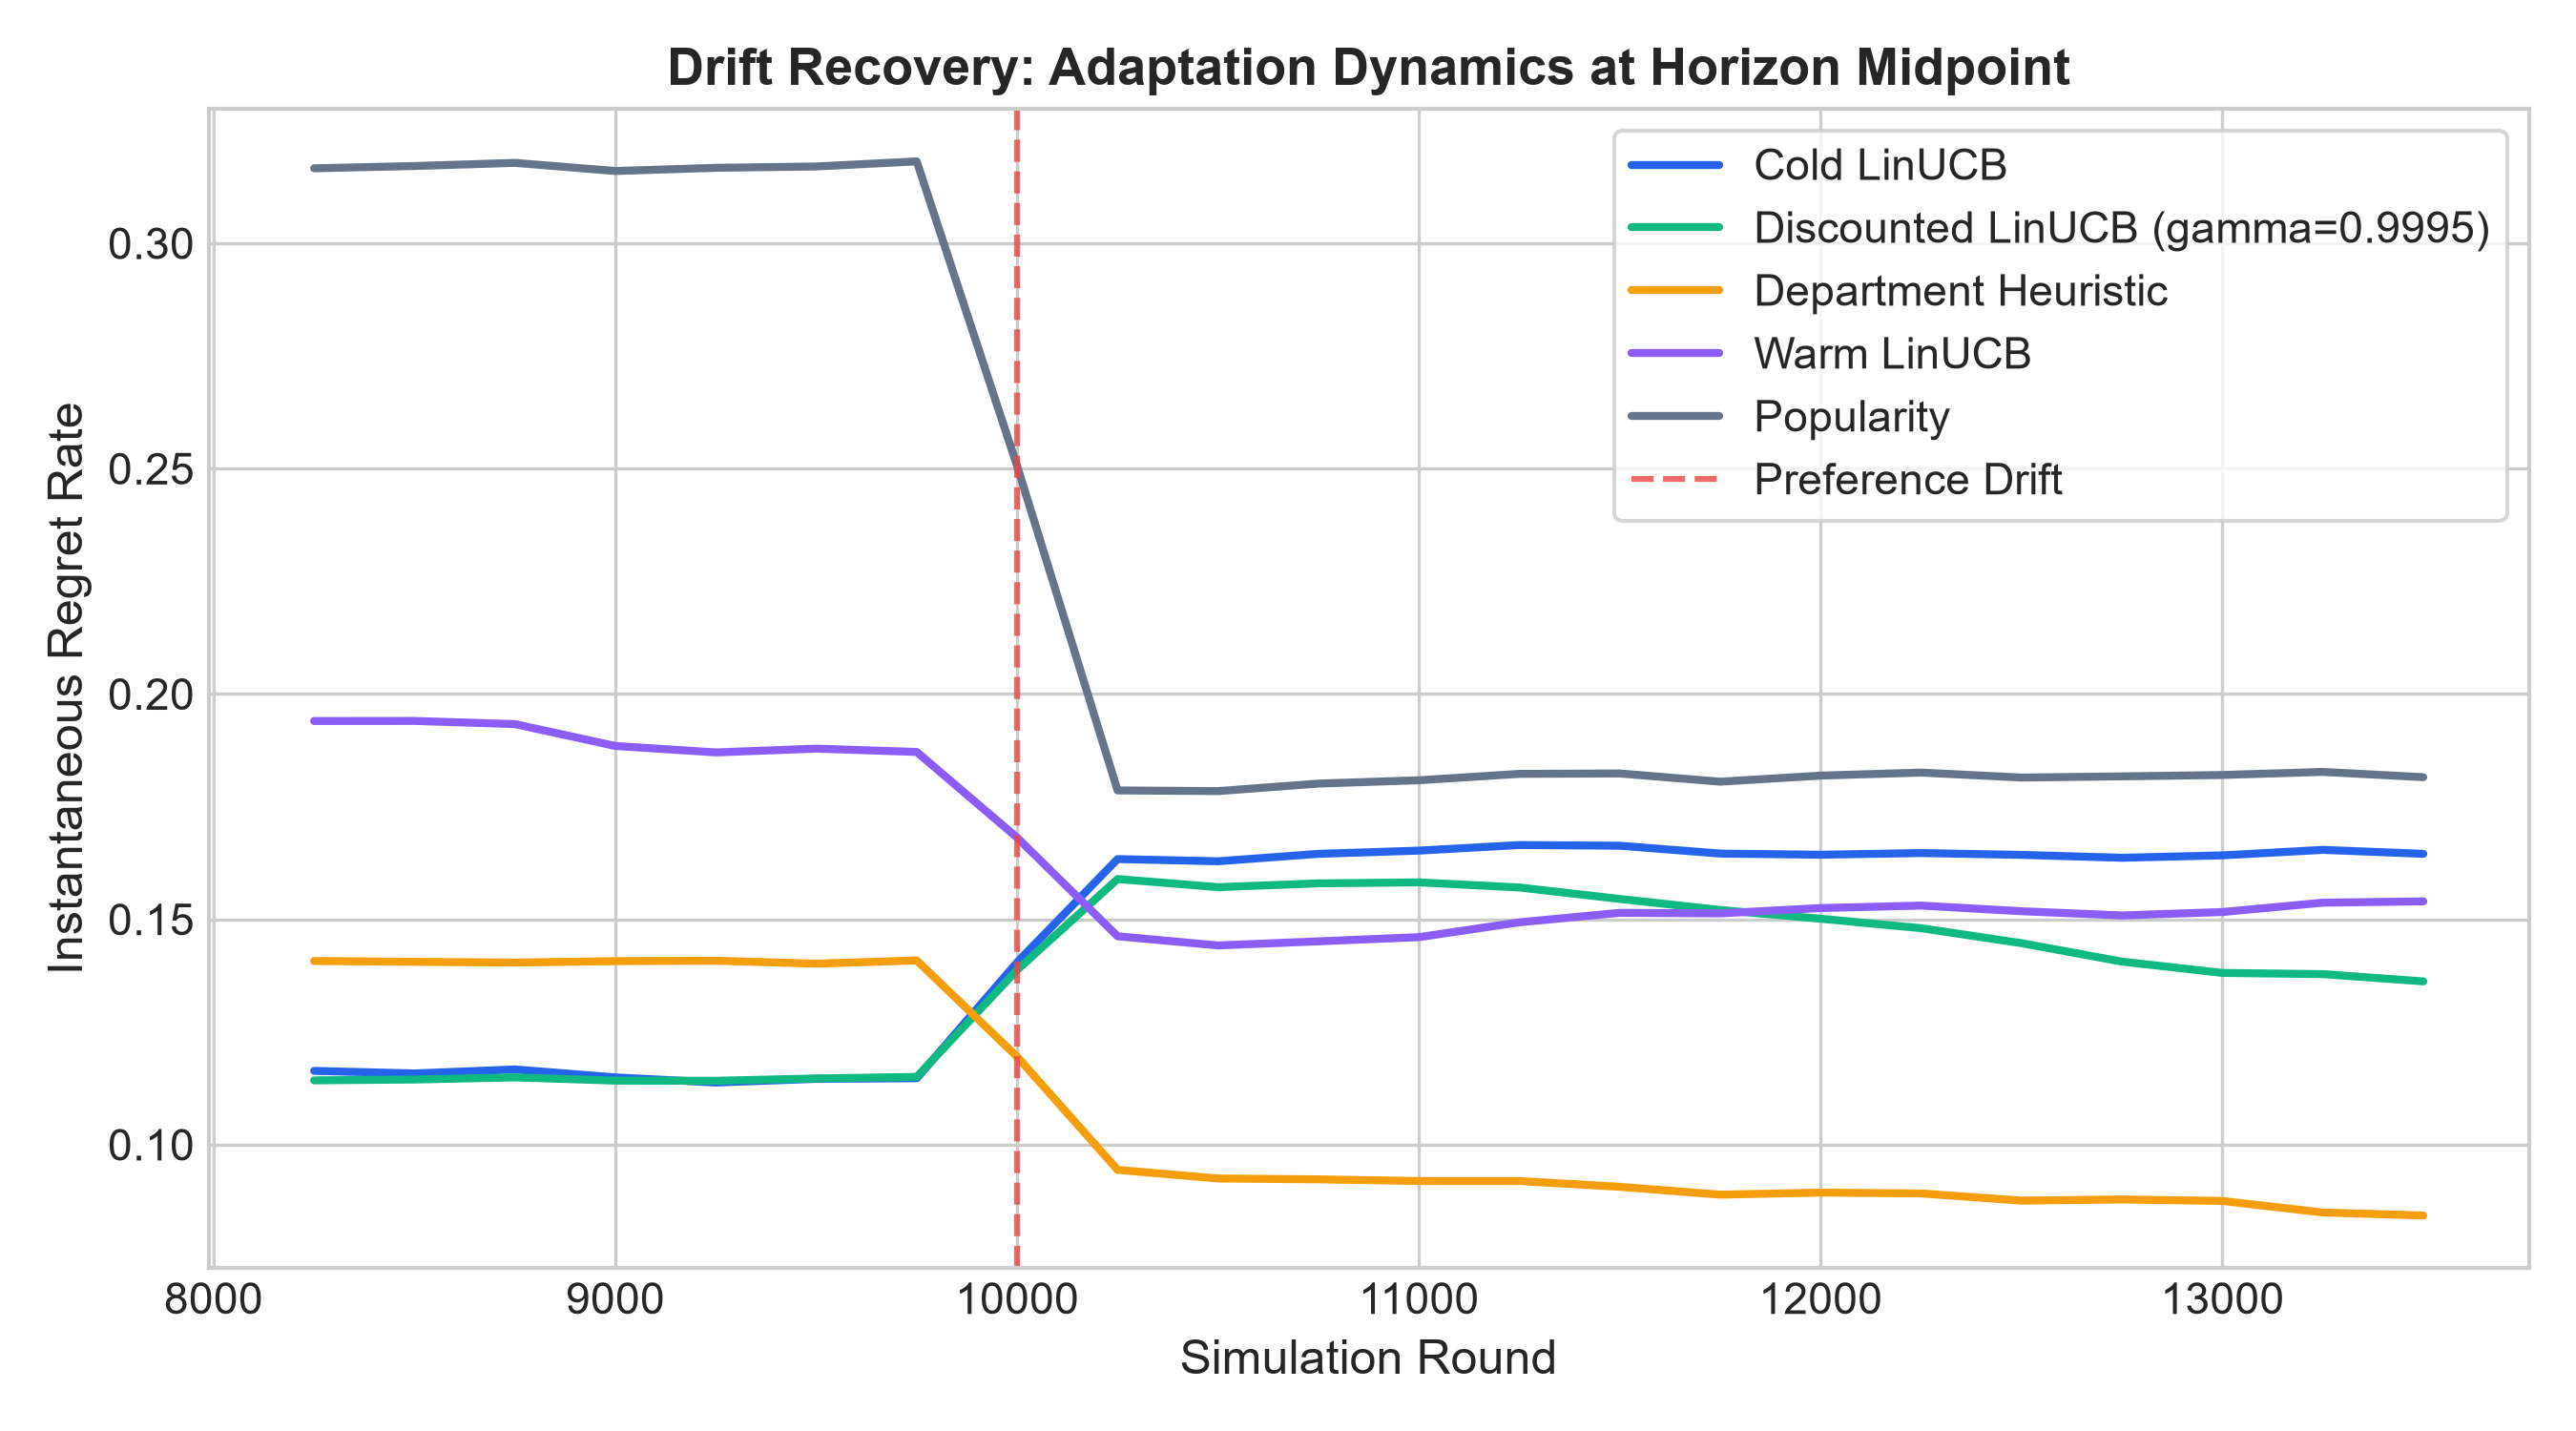 Drift Recovery: Adaptation Dynamics at Horizon Midpoint
Instantaneous Regret Rate
0.30
0.25
0.20
0.15
0.10
Cold LinUCB
Discounted LinUCB (gamma=0.9995)
Department Heuristic
Warm LinUCB
Popularity
Preference Drift
8000 9000 10000 11000 12000 13000
Simulation Round